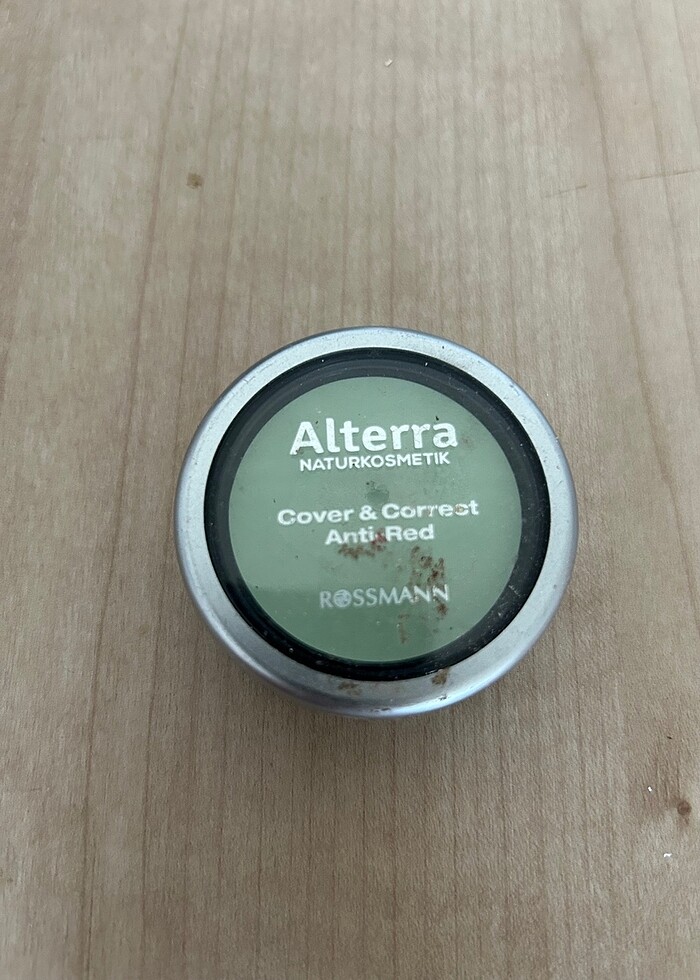 Alterra
NATURKOSMETIK
Cover & Correct
Anti-Red
ROSSMANN